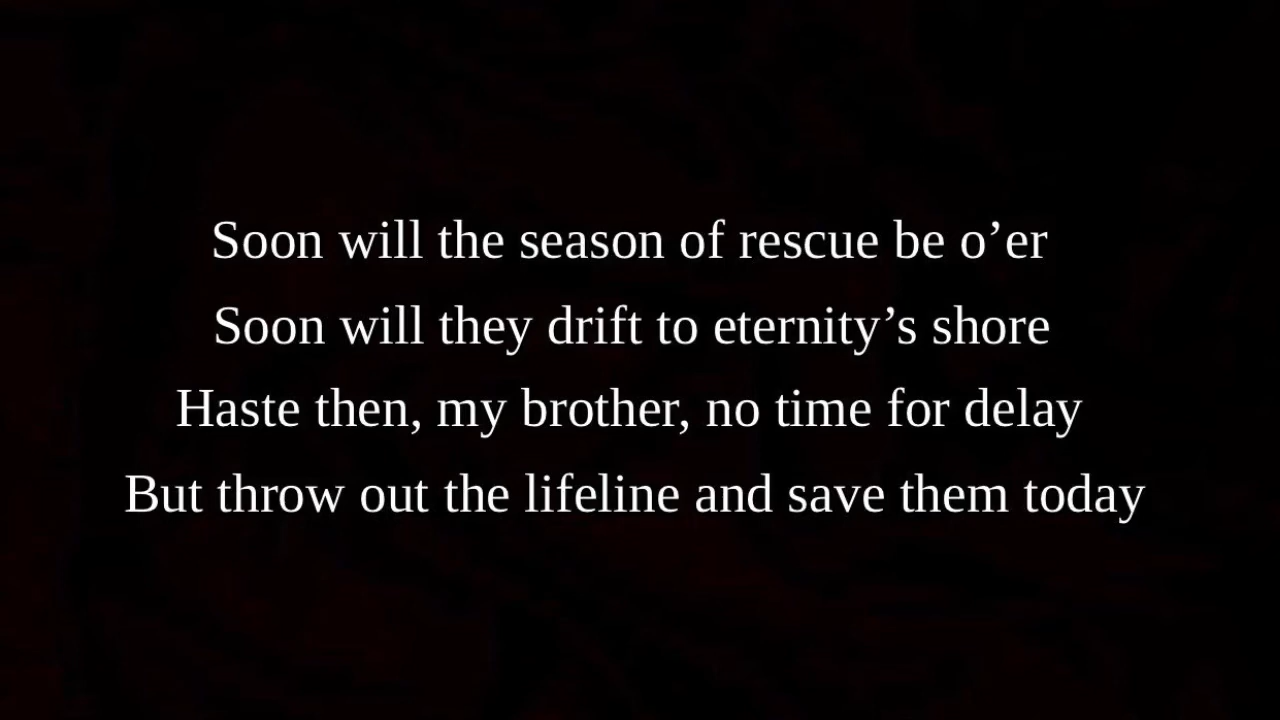 Soon will the season of rescue be o’er
Soon will they drift to eternity’s shore
Haste then, my brother, no time for delay
But throw out the lifeline and save them today